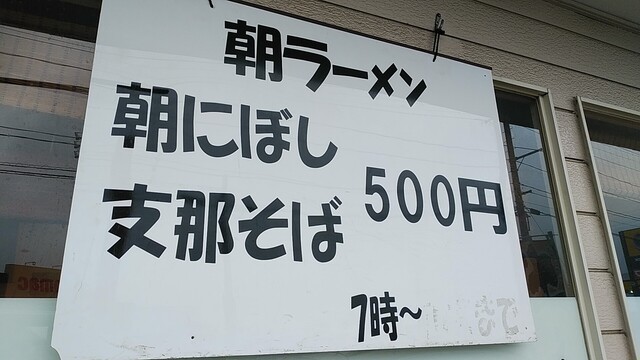 朝ラーメン
朝にぼし
支那そば
500円
7時～